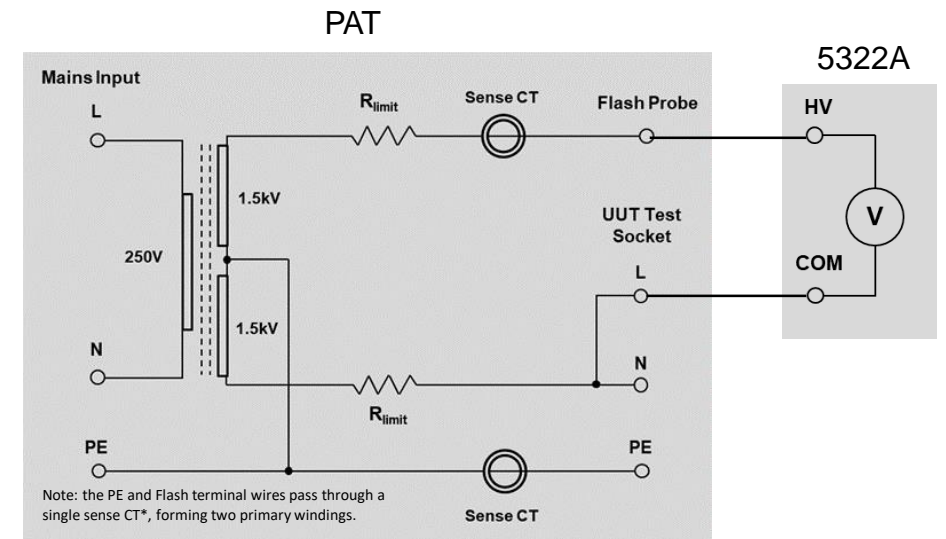 PAT
5322A
Mains Input
L
Rlimit
Sense CT
Flash Probe
HV
1.5kV
UUT Test
Socket
V
250V
L
COM
1.5kV
N
N
Rlimit
PE
PE
Note: the PE and Flash terminal wires pass through a
single sense CT*, forming two primary windings.
Sense CT